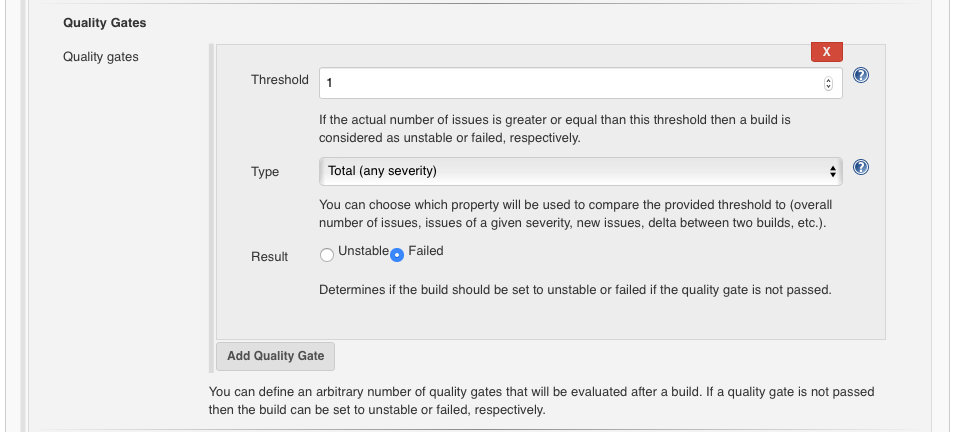 Quality Gates
Quality gates
X
Threshold
1
?
If the actual number of issues is greater or equal than this threshold then a build is
considered as unstable or failed, respectively.
Type
Total (any severity)
?
You can choose which property will be used to compare the provided threshold to (overall
number of issues, issues of a given severity, new issues, delta between two builds, etc.).
Result
Unstable
Failed
Determines if the build should be set to unstable or failed if the quality gate is not passed.
Add Quality Gate
You can define an arbitrary number of quality gates that will be evaluated after a build. If a quality gate is not passed
then the build can be set to unstable or failed, respectively.